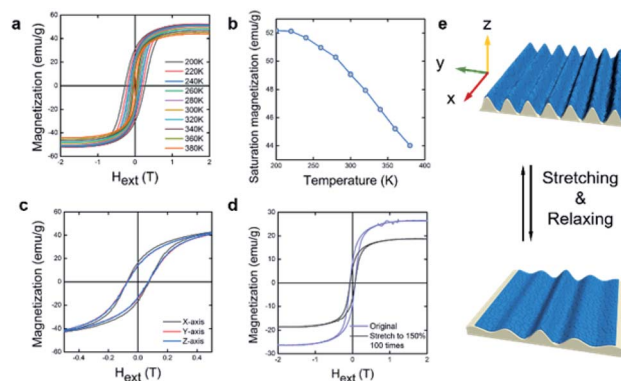 a
Magnetization (emu/g)
60
40
20
0
-20
-40
-60
-2
-1
0
1
2
H_ext (T)
200K
220K
240K
260K
280K
300K
320K
340K
360K
380K
b
Saturation magnetization (emu/g)
52
50
48
46
44
200
250
300
350
400
Temperature (K)
c
Magnetization (emu/g)
60
40
20
0
-20
-40
-60
-0.4
-0.2
0.0
0.2
0.4
H_ext (T)
X-axis
Y-axis
Z-axis
d
Magnetization (emu/g)
30
20
10
0
-10
-20
-30
-2
-1
0
1
2
H_ext (T)
Original
Stretch to 150%
100 times
e
z
y
x
Stretching
&
Relaxing